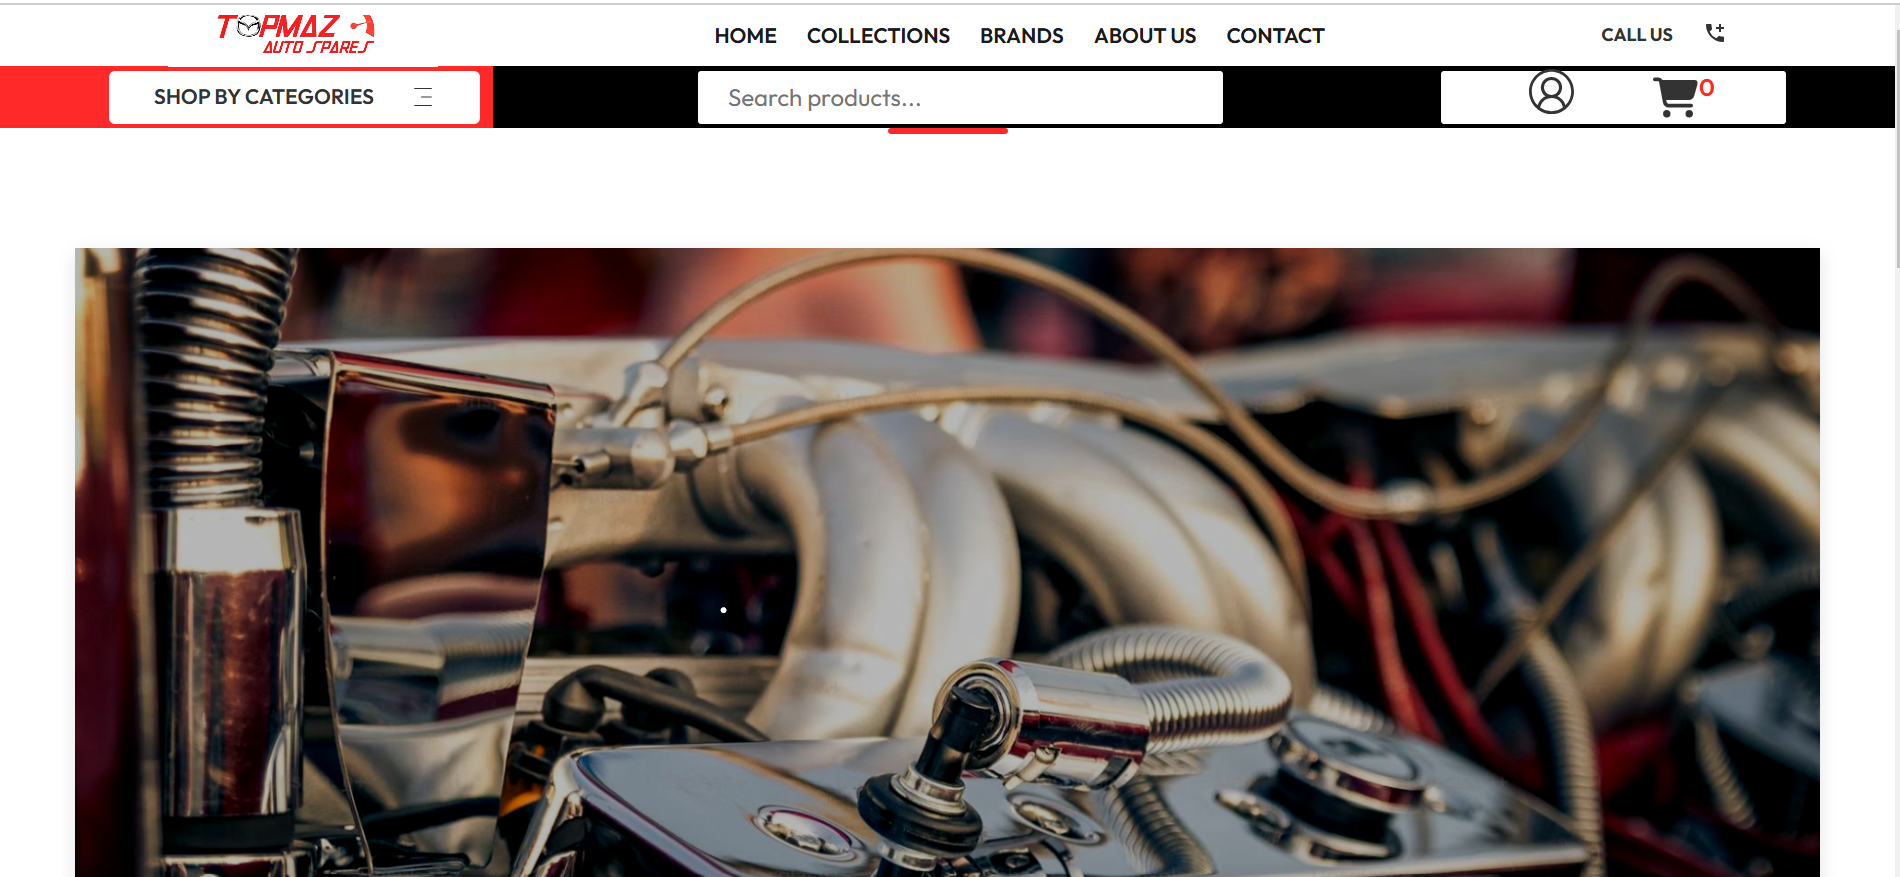 TOPMAZ
AUTO SPARES
HOME COLLECTIONS BRANDS ABOUT US CONTACT
CALL US
SHOP BY CATEGORIES
Search products...
0